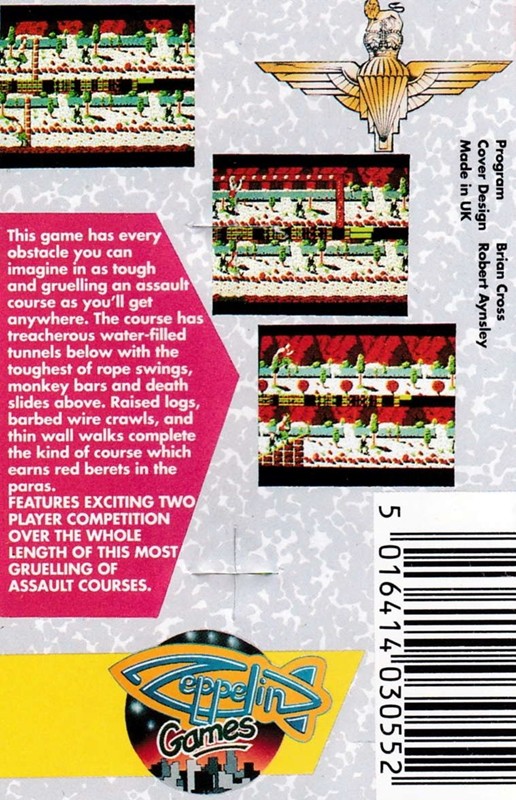 Program Brian Cross
Cover Design Robert Aynsley
Made in UK
This game has every
obstacle you can
imagine in as tough
and gruelling an assault
course as you'll get
anywhere. The course has
treacherous water-filled
tunnels below with the
toughest of rope swings,
monkey bars and death
slides above. Raised logs,
barbed wire crawls, and
thin wall walks complete
the kind of course which
earns red berets in the
paras.
FEATURES EXCITING TWO
PLAYER COMPETITION
OVER THE WHOLE
LENGTH OF THIS MOST
GRUELLING OF
ASSAULT COURSES.
5 016414 030552
Zeppelin
Games